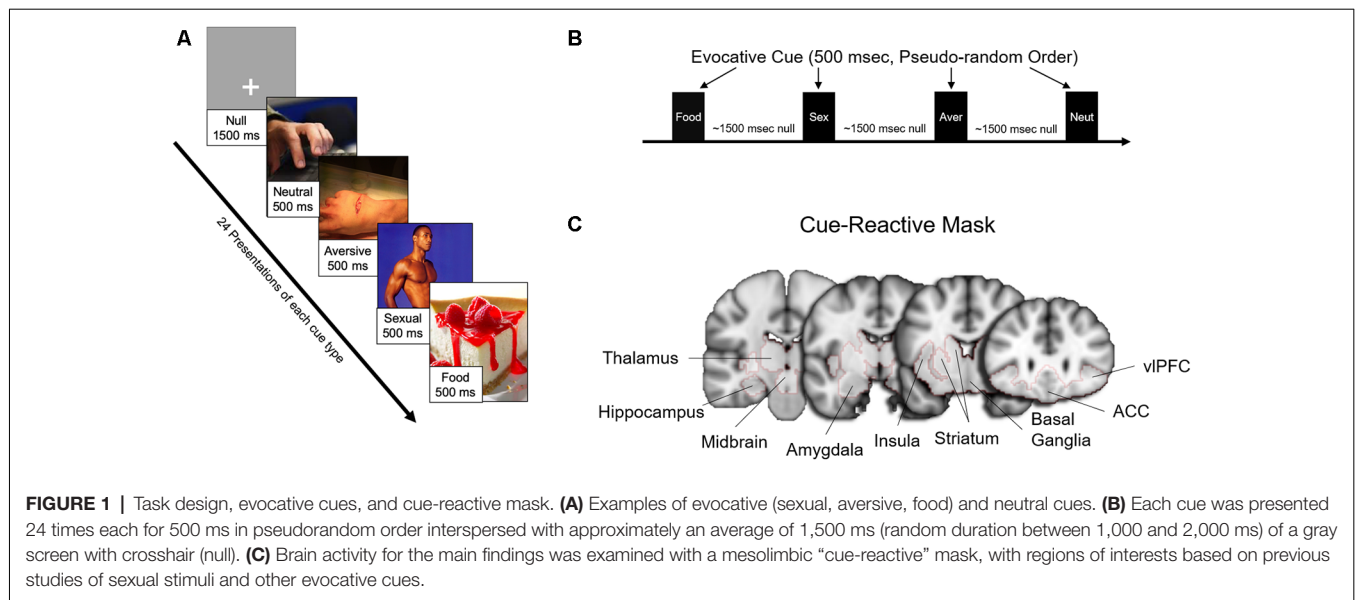 A
Null
1500 ms
Neutral
500 ms
Aversive
500 ms
Sexual
500 ms
Food
500 ms
24 Presentations of each cue type
B
Evocative Cue (500 msec, Pseudo-random Order)
Food
~1500 msec null
Sex
~1500 msec null
Aver
~1500 msec null
Neut
C
Cue-Reactive Mask
Thalamus
Hippocampus
Midbrain
Amygdala
Insula
Striatum
Basal
Ganglia
ACC
vlPFC
FIGURE 1 | Task design, evocative cues, and cue-reactive mask. (A) Examples of evocative (sexual, aversive, food) and neutral cues. (B) Each cue was presented
24 times each for 500 ms in pseudorandom order interspersed with approximately an average of 1,500 ms (random duration between 1,000 and 2,000 ms) of a gray
screen with crosshair (null). (C) Brain activity for the main findings was examined with a mesolimbic “cue-reactive” mask, with regions of interests based on previous
studies of sexual stimuli and other evocative cues.